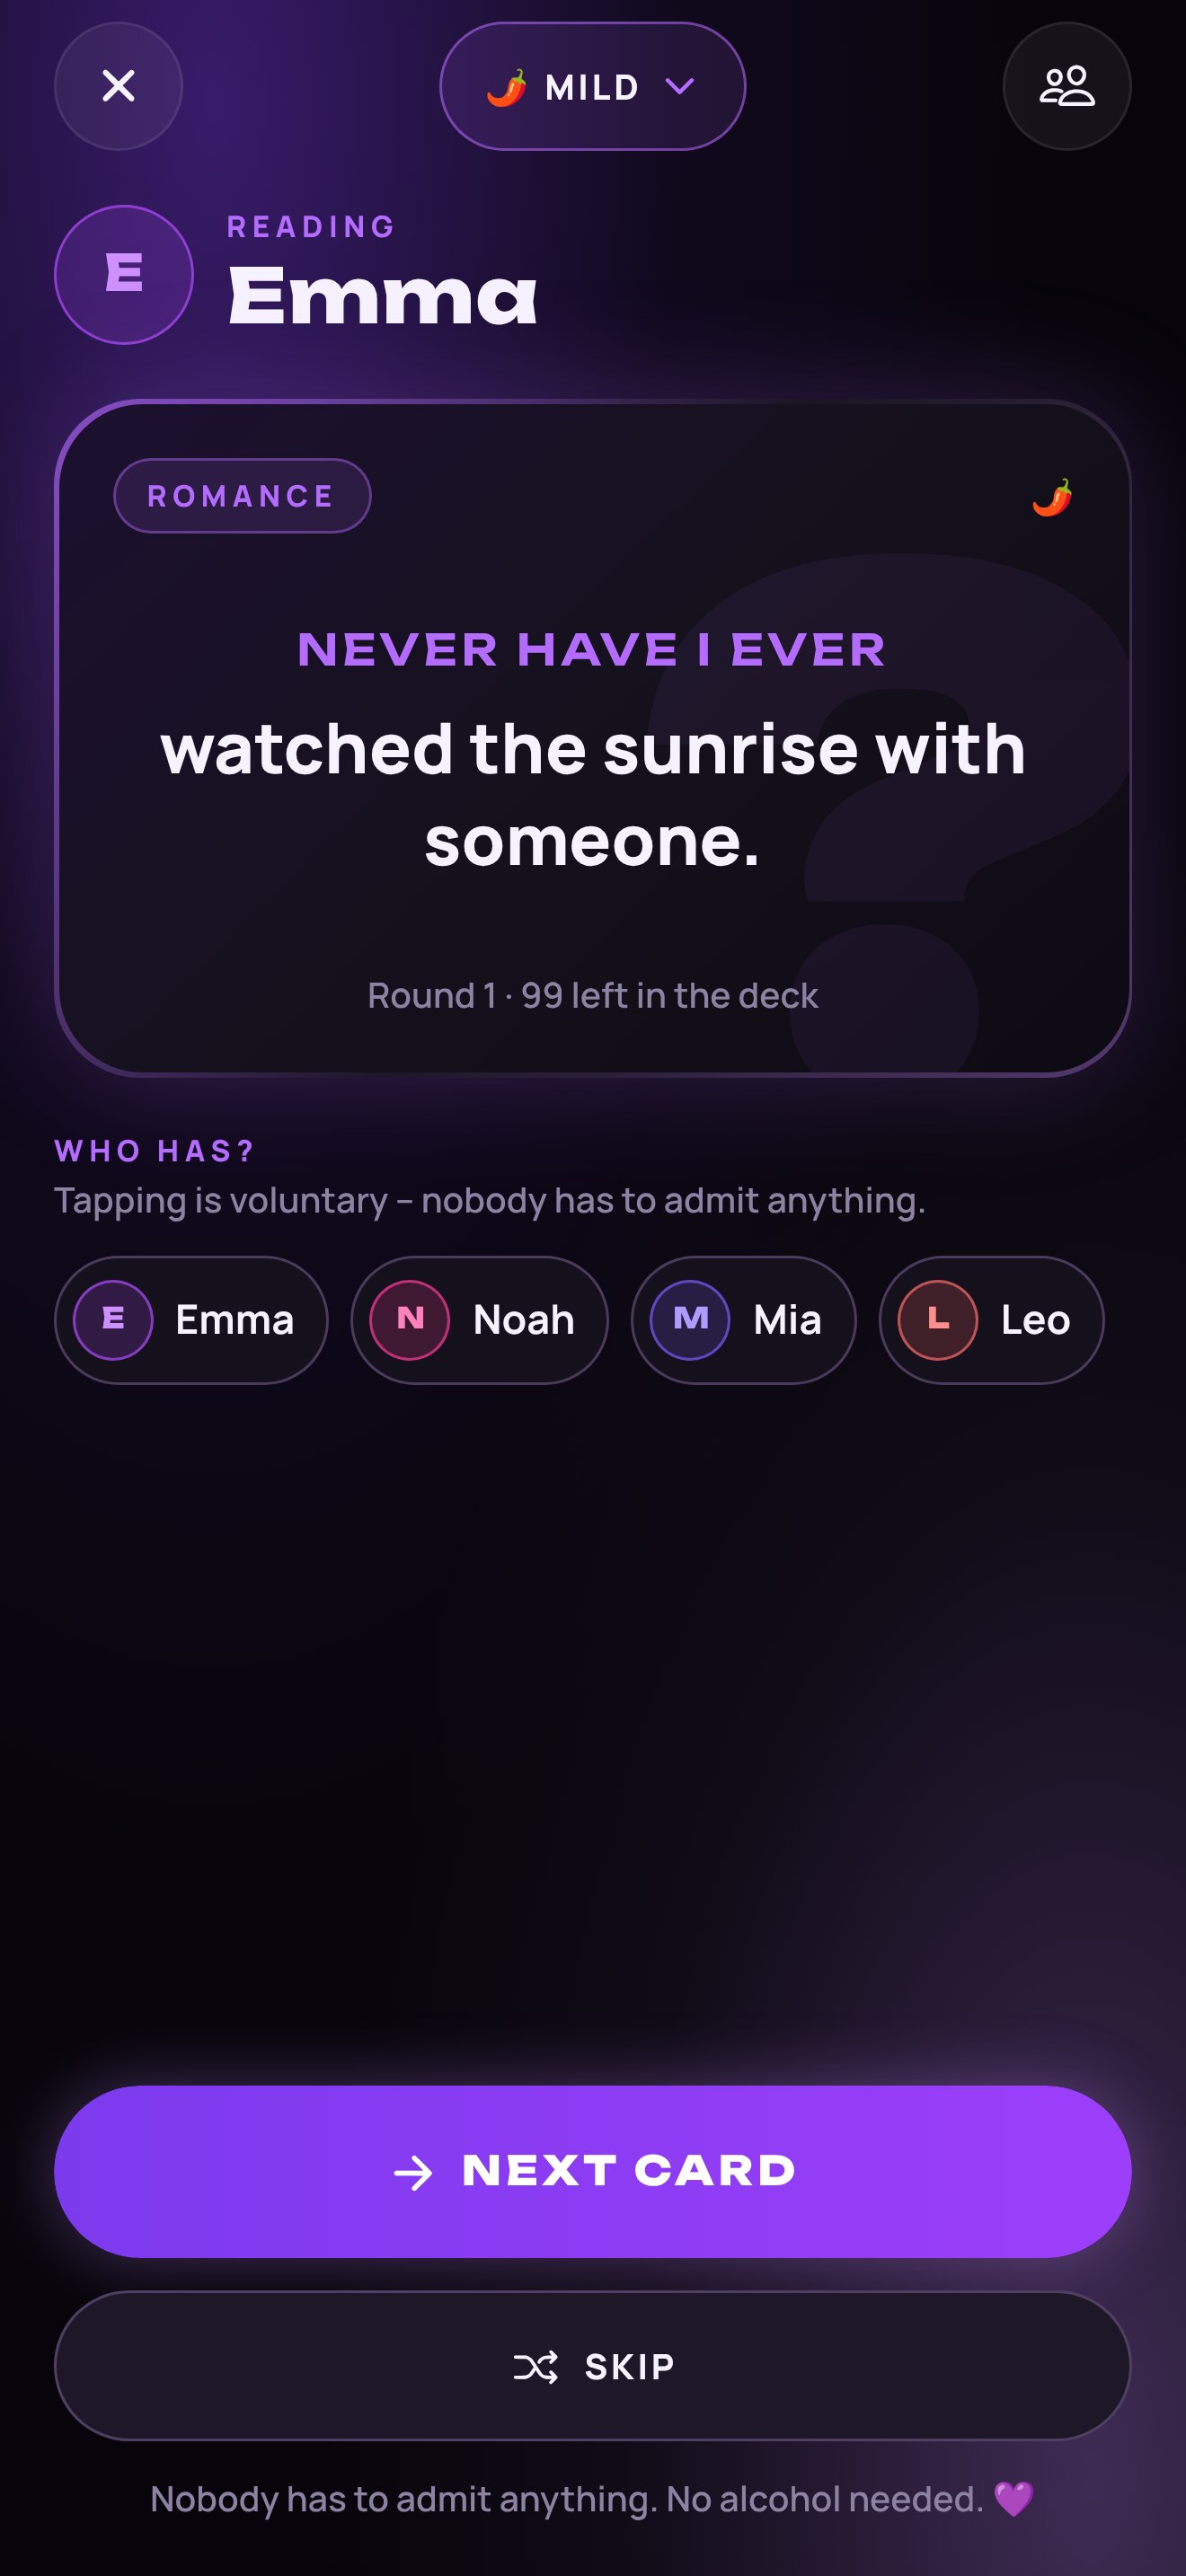 🌶️ MILD
E
READING
Emma
ROMANCE
🌶️
NEVER HAVE I EVER
watched the sunrise with
someone.
Round 1 · 99 left in the deck
WHO HAS?
Tapping is voluntary – nobody has to admit anything.
E Emma N Noah M Mia L Leo
→ NEXT CARD
SKIP
Nobody has to admit anything. No alcohol needed. 💜